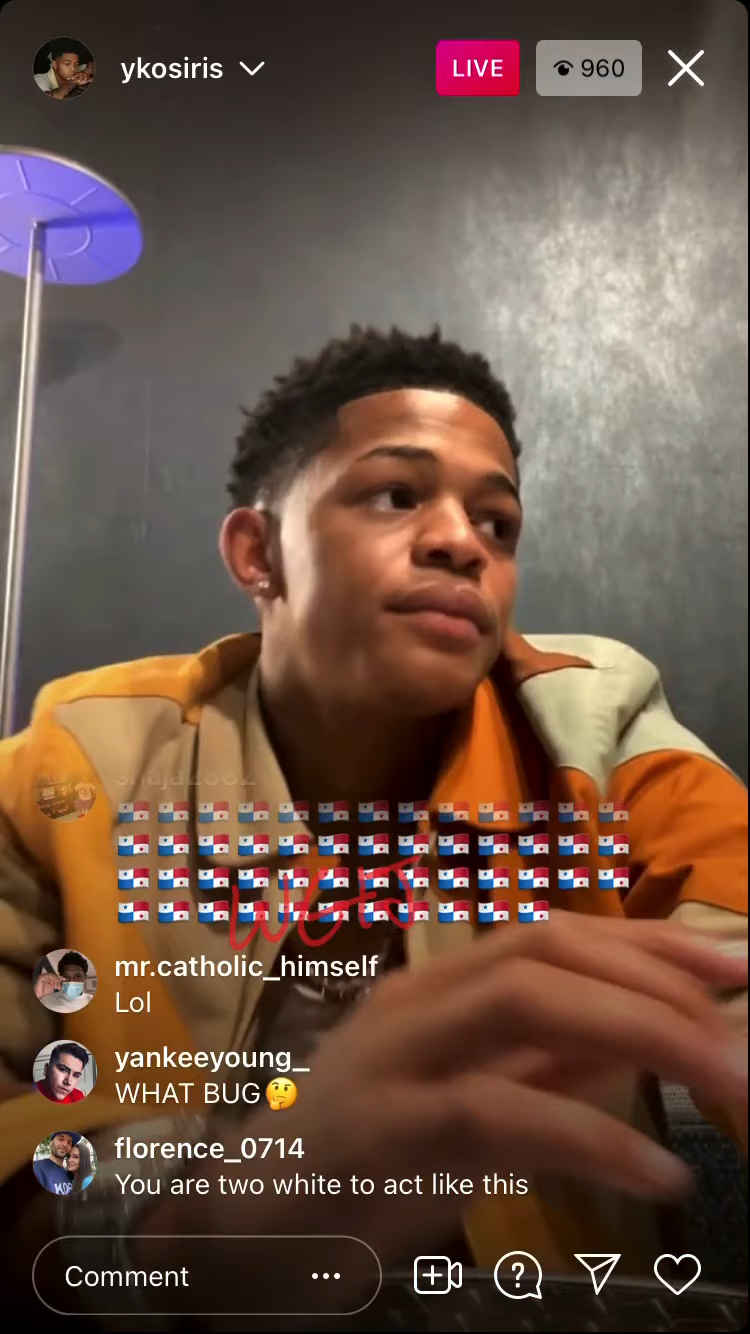 ykosiris
LIVE
960
shaja2882
🇵🇦🇵🇦🇵🇦🇵🇦🇵🇦🇵🇦🇵🇦🇵🇦🇵🇦🇵🇦🇵🇦🇵🇦🇵🇦
🇵🇦🇵🇦🇵🇦🇵🇦🇵🇦🇵🇦🇵🇦🇵🇦🇵🇦🇵🇦🇵🇦🇵🇦🇵🇦
🇵🇦🇵🇦🇵🇦🇵🇦🇵🇦🇵🇦🇵🇦🇵🇦🇵🇦🇵🇦🇵🇦🇵🇦🇵🇦
🇵🇦🇵🇦🇵🇦🇵🇦🇵🇦🇵🇦🇵🇦🇵🇦🇵🇦🇵🇦🇵🇦
mr.catholic_himself
Lol
yankeeyoung_
WHAT BUG🤔
florence_0714
You are two white to act like this
Comment